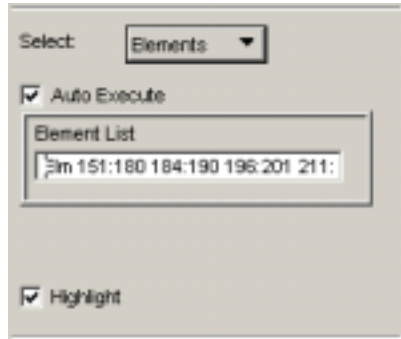 Select: Elements
Auto Execute
Element List
Elm 151:180 184:190 196:201 211:
Highlight